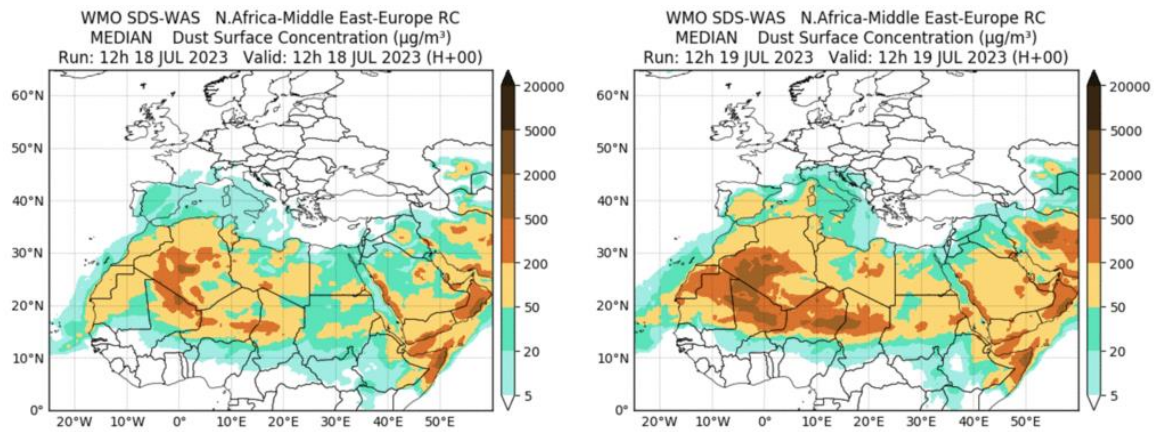 WMO SDS-WAS N.Africa-Middle East-Europe RC
MEDIAN Dust Surface Concentration (µg/m³)
Run: 12h 18 JUL 2023 Valid: 12h 18 JUL 2023 (H+00)
60°N
50°N
40°N
30°N
20°N
10°N
0°
20°W 10°W 0° 10°E 20°E 30°E 40°E 50°E
20000
5000
2000
500
200
50
20
5
WMO SDS-WAS N.Africa-Middle East-Europe RC
MEDIAN Dust Surface Concentration (µg/m³)
Run: 12h 19 JUL 2023 Valid: 12h 19 JUL 2023 (H+00)
60°N
50°N
40°N
30°N
20°N
10°N
0°
20°W 10°W 0° 10°E 20°E 30°E 40°E 50°E
20000
5000
2000
500
200
50
20
5